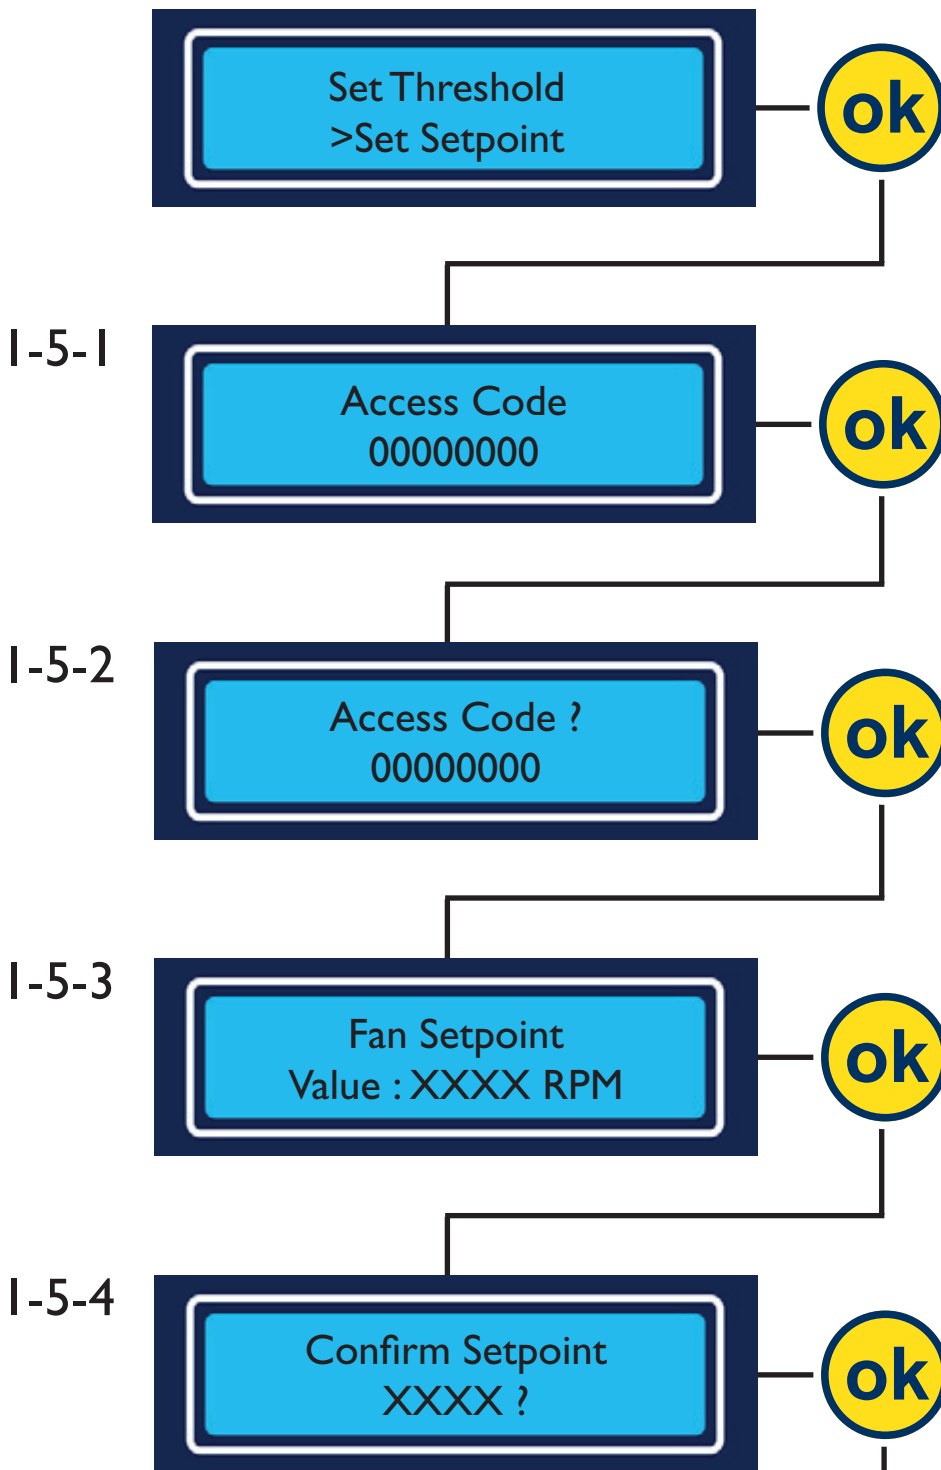 Set Threshold
>Set Setpoint
ok
1-5-1
Access Code
00000000
ok
1-5-2
Access Code ?
00000000
ok
1-5-3
Fan Setpoint
Value : XXXX RPM
ok
1-5-4
Confirm Setpoint
XXXX ?
ok